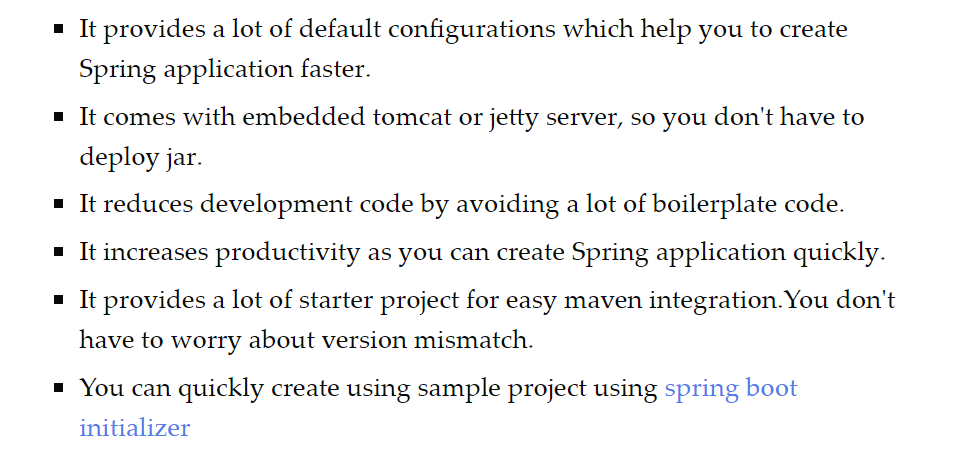 It provides a lot of default configurations which help you to create
Spring application faster.
It comes with embedded tomcat or jetty server, so you don't have to
deploy jar.
It reduces development code by avoiding a lot of boilerplate code.
It increases productivity as you can create Spring application quickly.
It provides a lot of starter project for easy maven integration.You don't
have to worry about version mismatch.
You can quickly create using sample project using spring boot
initializer